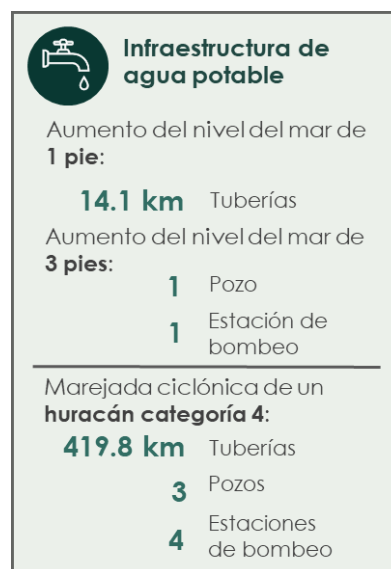 Infraestructura de
agua potable
Aumento del nivel del mar de
1 pie:
14.1 km Tuberías
Aumento del nivel del mar de
3 pies:
1 Pozo
1 Estación de
bombeo
Marejada ciclónica de un
huracán categoría 4:
419.8 km Tuberías
3 Pozos
4 Estaciones
de bombeo